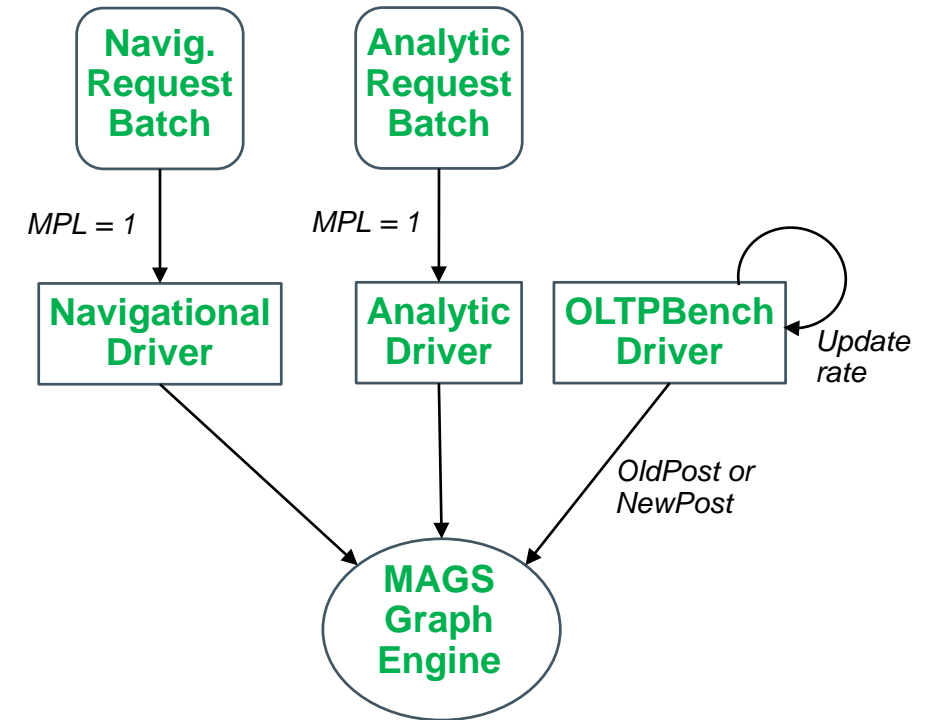 Navig.
Request
Batch
Analytic
Request
Batch
MPL = 1
MPL = 1
Navigational
Driver
Analytic
Driver
OLTPBench
Driver
Update
rate
OldPost or
NewPost
MAGS
Graph
Engine